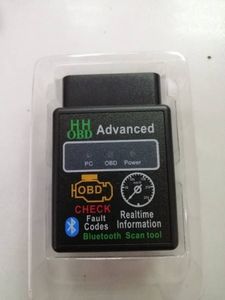 HH
OBD
Advanced
PC OBD Power
OBD
CHECK
Fault
Codes
Realtime
Information
Bluetooth Scan tool